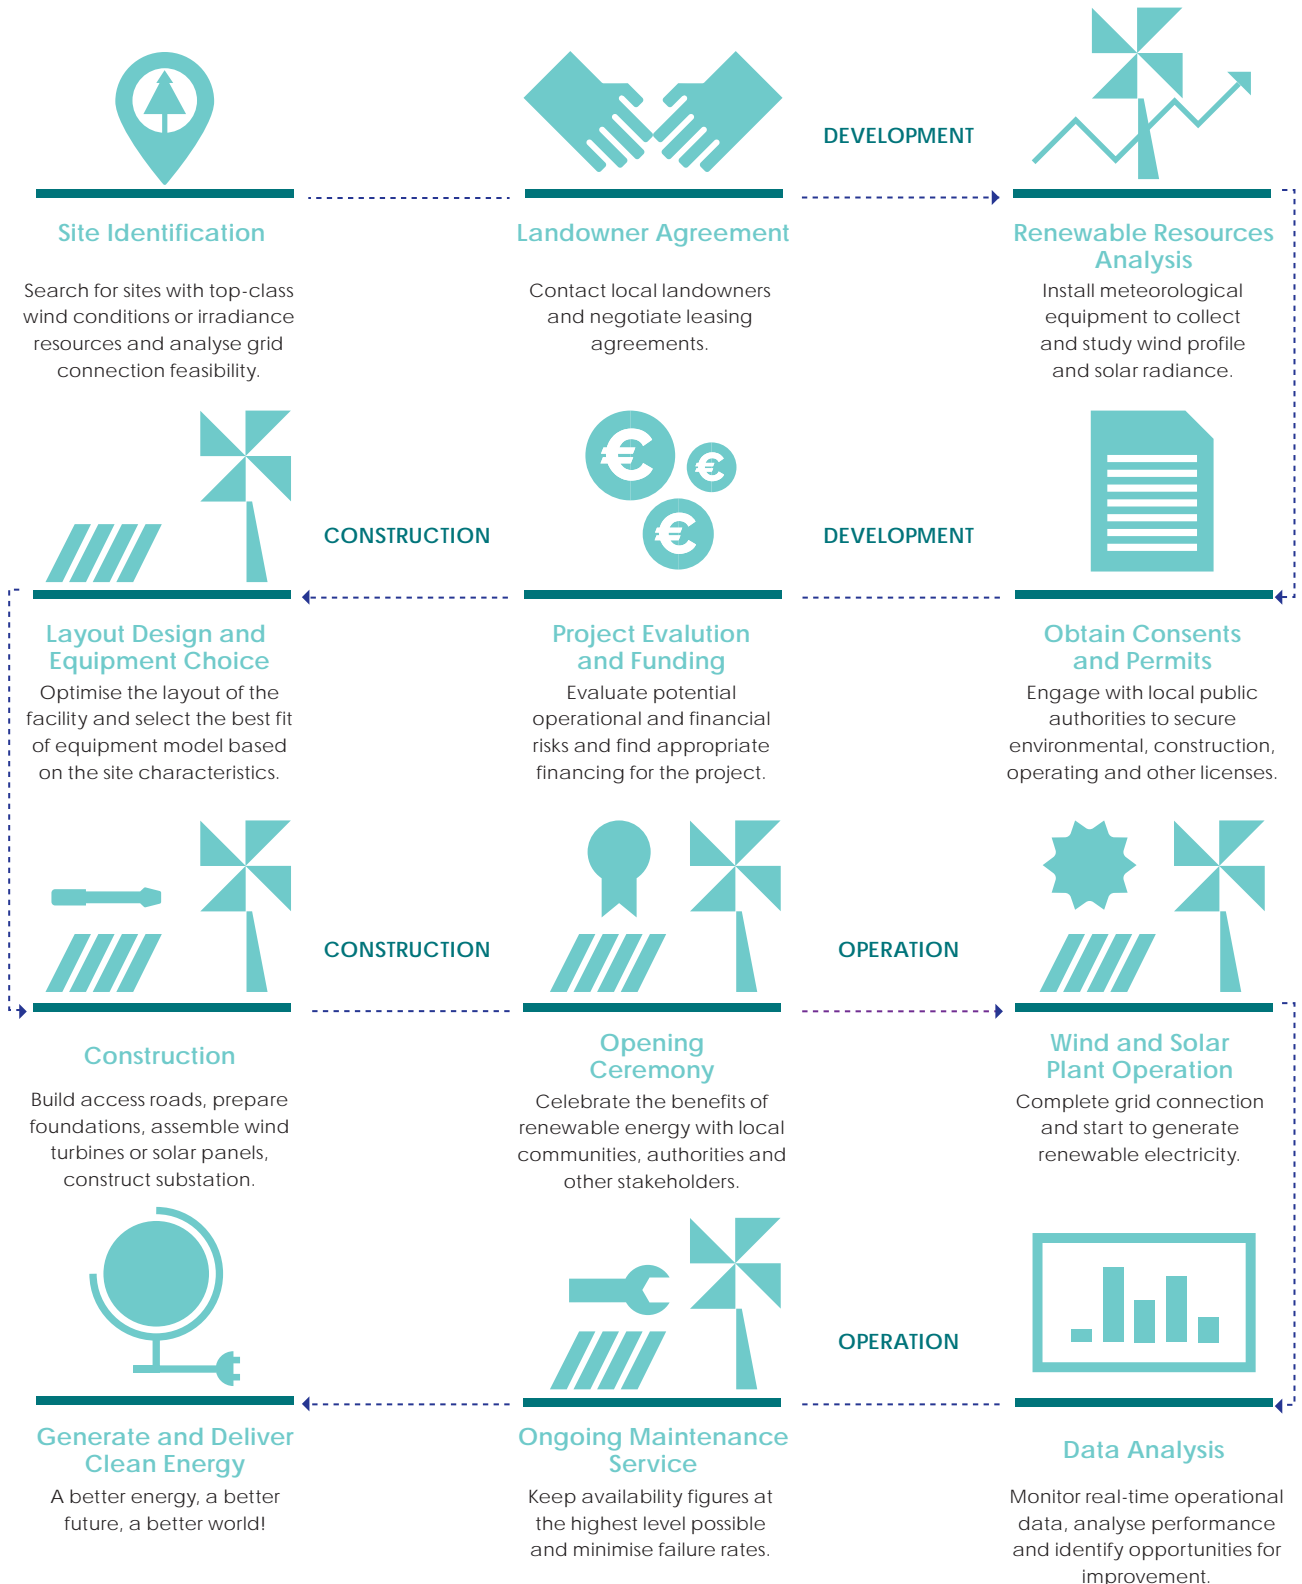 DEVELOPMENT
Site Identification
Search for sites with top-class
wind conditions or irradiance
resources and analyse grid
connection feasibility.
Landowner Agreement
Contact local landowners
and negotiate leasing
agreements.
Renewable Resources
Analysis
Install meteorological
equipment to collect
and study wind profile
and solar radiance.
CONSTRUCTION
DEVELOPMENT
€
€
€
Layout Design and
Equipment Choice
Optimise the layout of the
facility and select the best fit
of equipment model based
on the site characteristics.
Project Evalution
and Funding
Evaluate potential
operational and financial
risks and find appropriate
financing for the project.
Obtain Consents
and Permits
Engage with local public
authorities to secure
environmental, construction,
operating and other licenses.
CONSTRUCTION
OPERATION
Construction
Build access roads, prepare
foundations, assemble wind
turbines or solar panels,
construct substation.
Opening
Ceremony
Celebrate the benefits of
renewable energy with local
communities, authorities and
other stakeholders.
Wind and Solar
Plant Operation
Complete grid connection
and start to generate
renewable electricity.
OPERATION
Generate and Deliver
Clean Energy
A better energy, a better
future, a better world!
Ongoing Maintenance
Service
Keep availability figures at
the highest level possible
and minimise failure rates.
Data Analysis
Monitor real-time operational
data, analyse performance
and identify opportunities for
improvement.